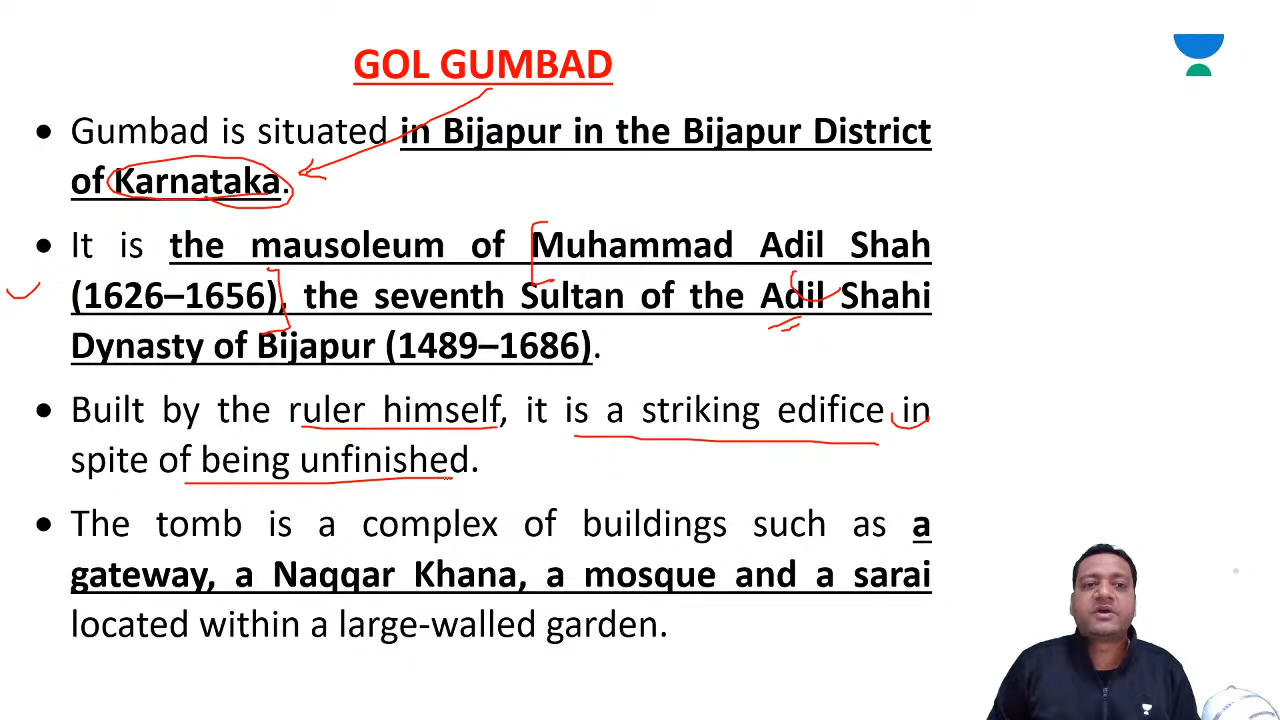 GOL GUMBAD
• Gumbad is situated in Bijapur in the Bijapur District
of Karnataka.
• It is the mausoleum of Muhammad Adil Shah
(1626–1656), the seventh Sultan of the Adil Shahi
Dynasty of Bijapur (1489–1686).
• Built by the ruler himself, it is a striking edifice in
spite of being unfinished.
• The tomb is a complex of buildings such as a
gateway, a Naqqar Khana, a mosque and a sarai
located within a large-walled garden.